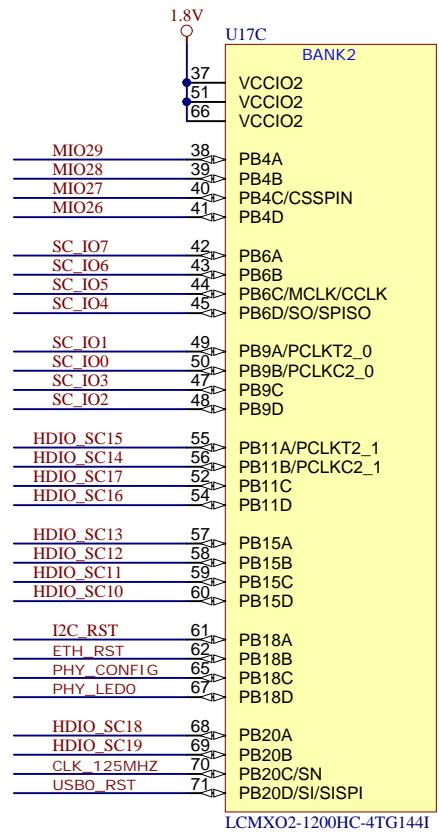 1.8V
U17C
BANK2
37 VCCIO2
51 VCCIO2
66 VCCIO2
MIO29 38 PB4A
MIO28 39 PB4B
MIO27 40 PB4C/CSSPIN
MIO26 41 PB4D
SC_IO7 42 PB6A
SC_IO6 43 PB6B
SC_IO5 44 PB6C/MCLK/CCLK
SC_IO4 45 PB6D/SO/SPISO
SC_IO1 49 PB9A/PCLKT2_0
SC_IO0 50 PB9B/PCLKC2_0
SC_IO3 47 PB9C
SC_IO2 48 PB9D
HDIO_SC15 55 PB11A/PCLKT2_1
HDIO_SC14 56 PB11B/PCLKC2_1
HDIO_SC17 52 PB11C
HDIO_SC16 54 PB11D
HDIO_SC13 57 PB15A
HDIO_SC12 58 PB15B
HDIO_SC11 59 PB15C
HDIO_SC10 60 PB15D
I2C_RST 61 PB18A
ETH_RST 62 PB18B
PHY_CONFIG 65 PB18C
PHY_LED0 67 PB18D
HDIO_SC18 68 PB20A
HDIO_SC19 69 PB20B
CLK_125MHZ 70 PB20C/SN
USB0_RST 71 PB20D/SI/SISPI
LCMXO2-1200HC-4TG144I